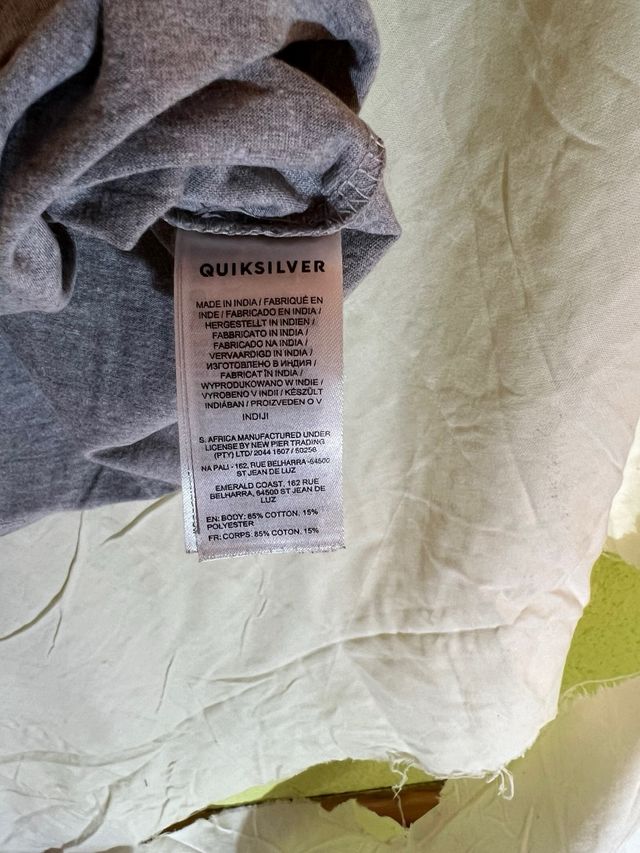 QUIKSILVER
MADE IN INDIA / FABRIQUÉ EN
INDE / FABRICADO EN INDIA /
HERGESTELLT IN INDIEN /
FABBRICATO IN INDIA /
FABRICADO NA INDIA /
VERVAARDIGD IN INDIA /
ИЗГОТОВЛЕНО В ИНДИЯ /
FABRICAT ÎN INDIA /
WYPRODUKOWANO W INDIE /
VYROBENO V INDII / KÉSZÜLT
INDIÁBAN / PROIZVEDEN O V
INDIJI
S. AFRICA MANUFACTURED UNDER
LICENSE BY NEW PIER TRADING
(PTY) LTD/ 2044 1607 / 50256
NA PALI - 162, RUE BELHARRA -64500
ST JEAN DE LUZ
EMERALD COAST, 162 RUE
BELHARRA, 64500 ST JEAN DE
LUZ
EN: BODY: 85% COTTON. 15%
POLYESTER
FR: CORPS: 85% COTON. 15%